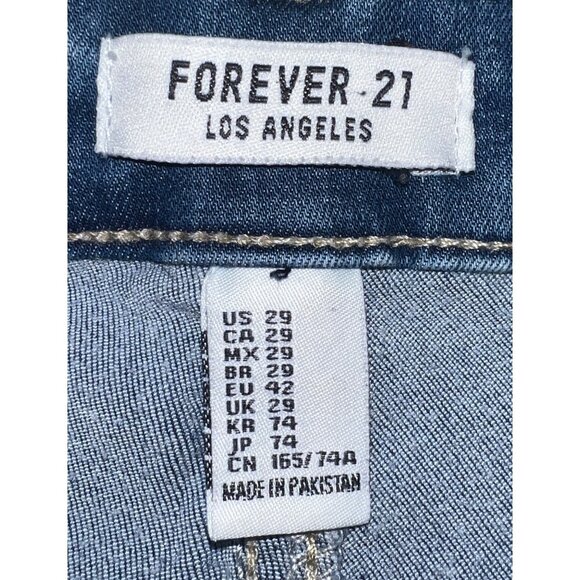 FOREVER 21
LOS ANGELES
US 29
CA 29
MX 29
BR 29
EU 42
UK 29
KR 74
JP 74
CN 165/74A
MADE IN PAKISTAN